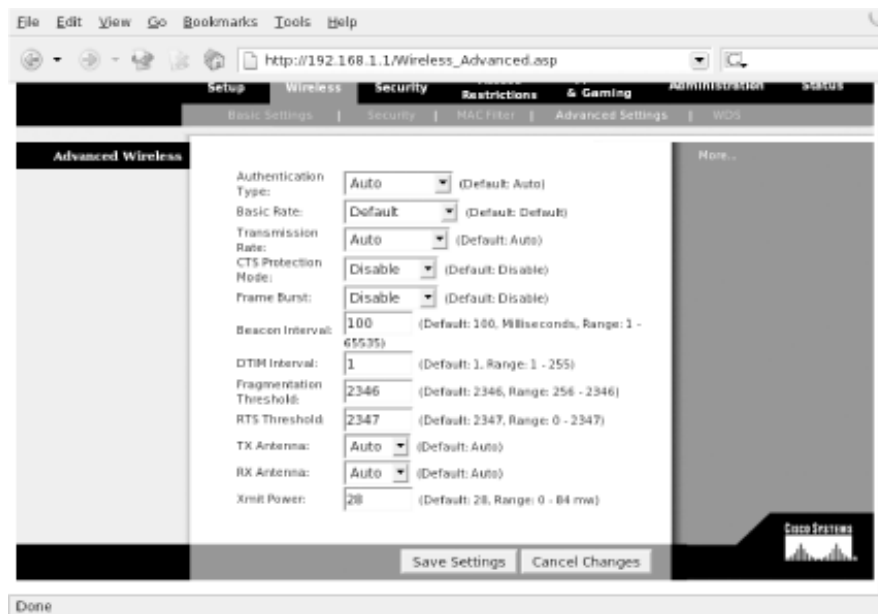 File Edit View Go Bookmarks Tools Help
http://192.168.1.1/Wireless_Advanced.asp
Setup Wireless Security Restrictions & Gaming Administration Status
Basic Settings | Security | MAC Filter | Advanced Settings | WDS
Advanced Wireless
More...
Authentication
Type: Auto (Default: Auto)
Basic Rate: Default (Default: Default)
Transmission
Rate: Auto (Default: Auto)
CTS Protection
Mode: Disable (Default: Disable)
Frame Burst: Disable (Default: Disable)
Beacon Interval: 100 (Default: 100, Milliseconds, Range: 1 -
65535)
DTIM Interval: 1 (Default: 1, Range: 1 - 255)
Fragmentation
Threshold: 2346 (Default: 2346, Range: 256 - 2346)
RTS Threshold: 2347 (Default: 2347, Range: 0 - 2347)
TX Antenna: Auto (Default: Auto)
RX Antenna: Auto (Default: Auto)
Xmit Power: 28 (Default: 28, Range: 0 - 84 mw)
Cisco Systems
Save Settings Cancel Changes
Done